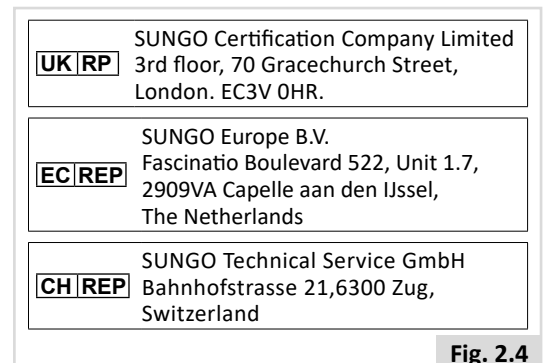 SUNGO Certification Company Limited
UK RP 3rd floor, 70 Gracechurch Street,
London. EC3V 0HR.
SUNGO Europe B.V.
Fascinatio Boulevard 522, Unit 1.7,
EC REP 2909VA Capelle aan den IJssel,
The Netherlands
SUNGO Technical Service GmbH
CH REP Bahnhofstrasse 21,6300 Zug,
Switzerland
Fig. 2.4